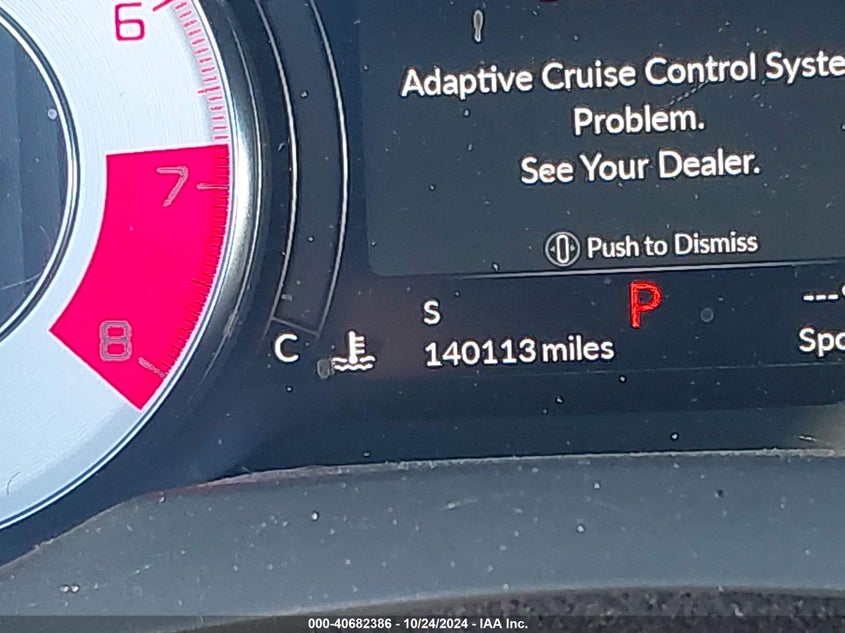 6
Adaptive Cruise Control Syste
Problem.
See Your Dealer.
7
Push to Dismiss
S
P
---°
8
C
140113 miles
Spo
000-40682386 - 10/24/2024 - IAA Inc.